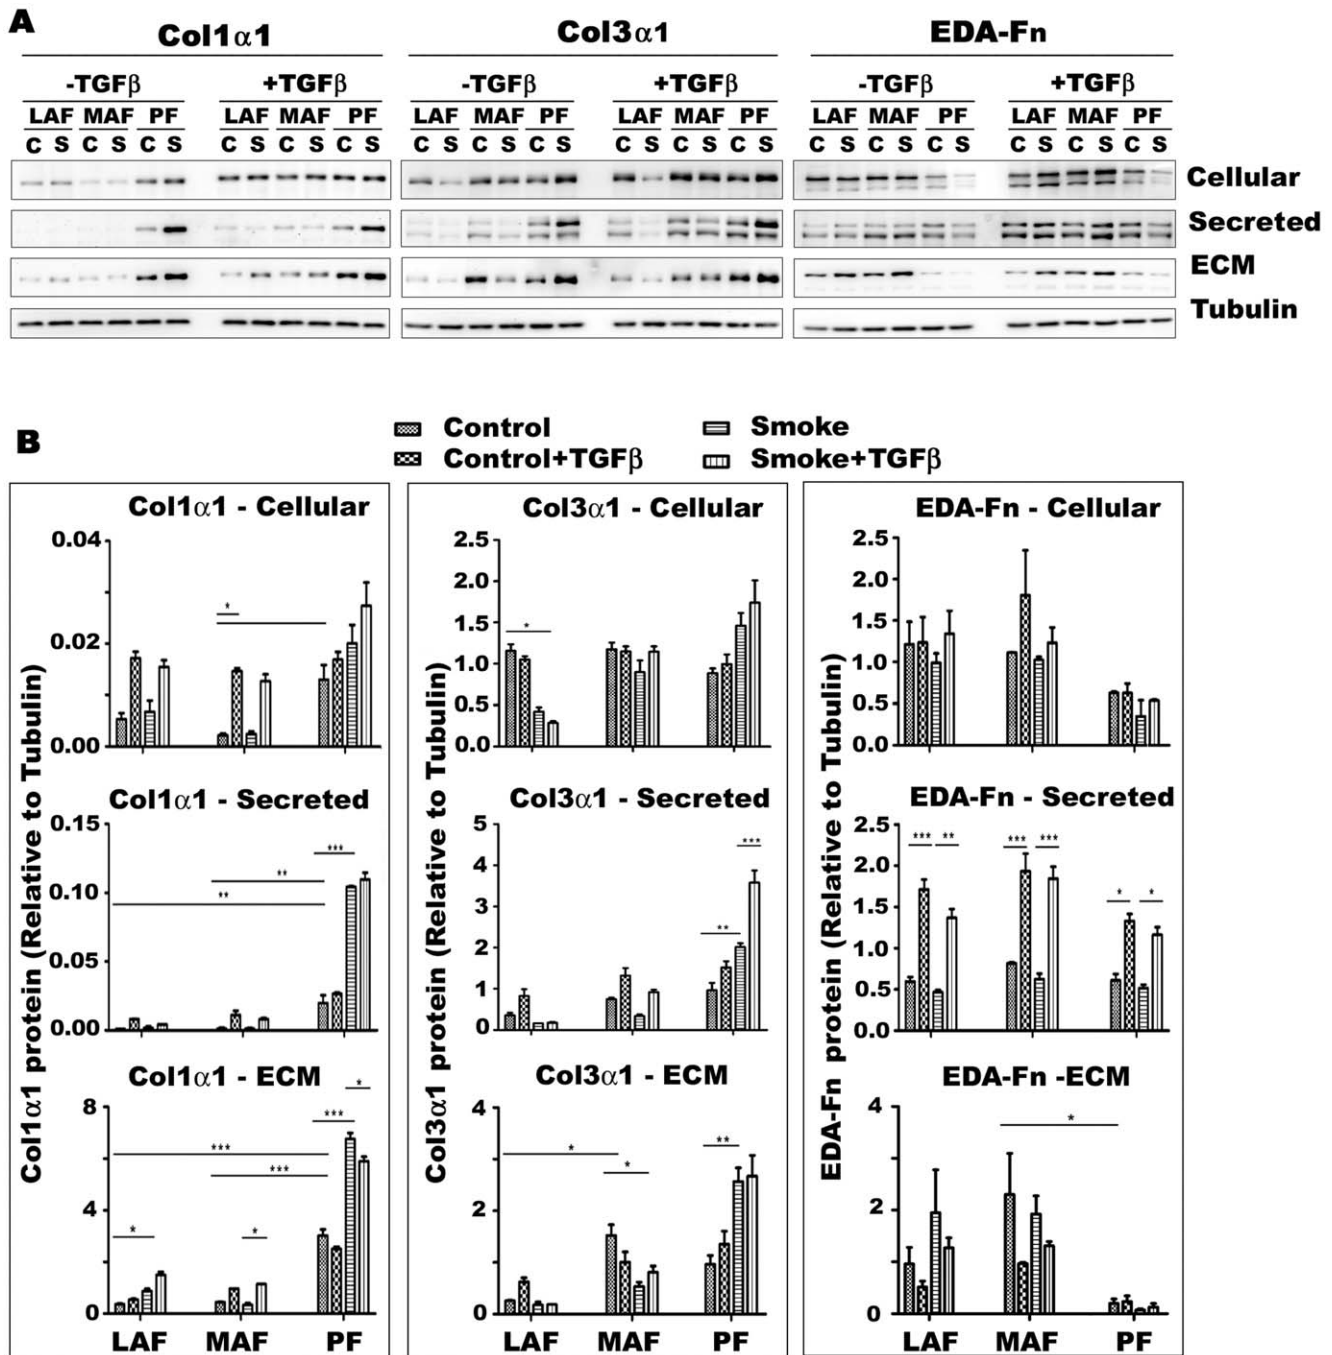 A
Col1α1 Col3α1 EDA-Fn
-TGFβ +TGFβ -TGFβ +TGFβ -TGFβ +TGFβ
LAF MAF PF LAF MAF PF LAF MAF PF LAF MAF PF LAF MAF PF LAF MAF PF
C S C S C S C S C S C S C S C S C S C S C S C S C S C S C S C S C S C S
Cellular
Secreted
ECM
Tubulin
B
Control Smoke
Control+TGFβ Smoke+TGFβ
Col1α1 protein (Relative to Tubulin)
Col1α1 - Cellular
0.04
0.02
0.00
*
Col1α1 - Secreted
0.15
0.10
0.05
0.00
***
**
**
Col1α1 - ECM
8
4
0
*
***
***
***
* *
LAF MAF PF
Col3α1 protein (Relative to Tubulin)
Col3α1 - Cellular
2.5
2.0
1.5
1.0
0.5
0.0
*
Col3α1 - Secreted
5
4
3
2
1
0
***
**
Col3α1 - ECM
4
2
0
* **
*
LAF MAF PF
EDA-Fn protein (Relative to Tubulin)
EDA-Fn - Cellular
2.5
2.0
1.5
1.0
0.5
0.0
EDA-Fn - Secreted
2.5
2.0
1.5
1.0
0.5
0.0
*** ** *** *** * *
EDA-Fn -ECM
4
2
0
*
LAF MAF PF